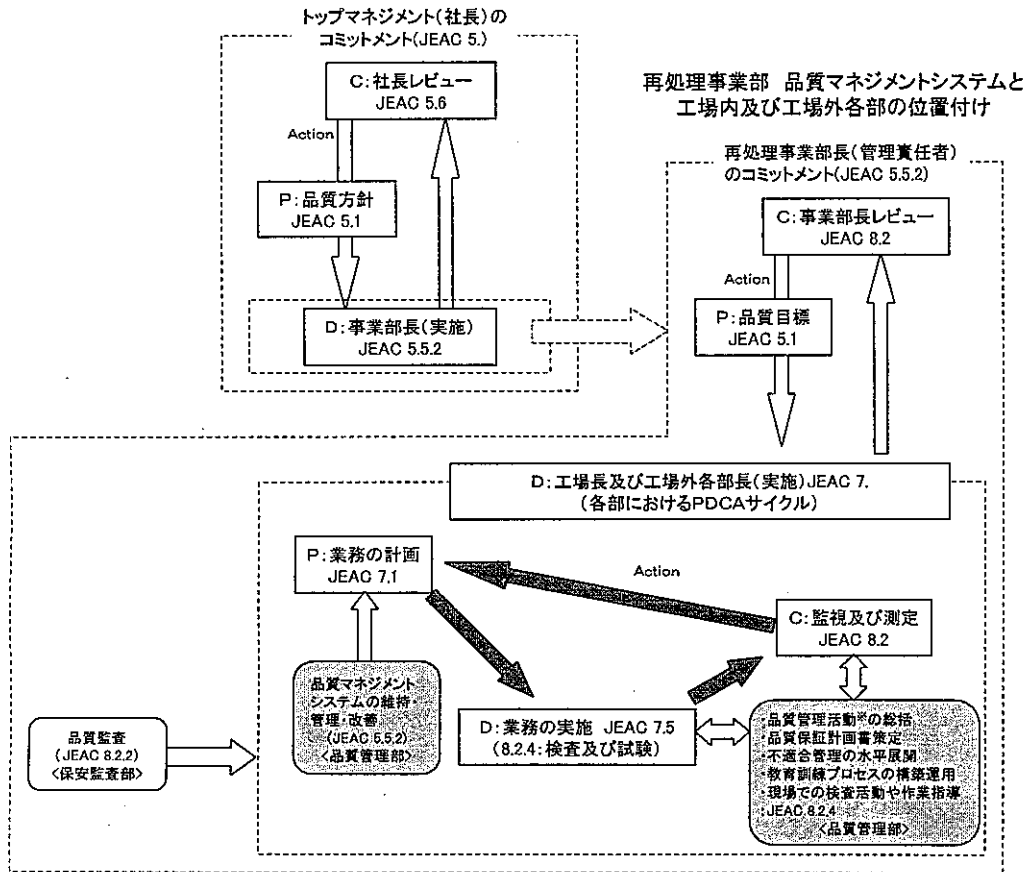 トップマネジメント(社長)の
コミットメント(JEAC 5.)
C:社長レビュー
JEAC 5.6
Action
P:品質方針
JEAC 5.1
D:事業部長(実施)
JEAC 5.5.2
再処理事業部 品質マネジメントシステムと
工場内及び工場外各部の位置付け
再処理事業部長(管理責任者)
のコミットメント(JEAC 5.5.2)
C:事業部長レビュー
JEAC 8.2
Action
P:品質目標
JEAC 5.1
D:工場長及び工場外各部長(実施)JEAC 7.
(各部におけるPDCAサイクル)
P:業務の計画
JEAC 7.1
Action
C:監視及び測定
JEAC 8.2
品質マネジメント
システムの維持・
管理・改善
(JEAC 5.5.2)
<品質管理部>
D:業務の実施 JEAC 7.5
(8.2.4:検査及び試験)
・品質管理活動※の総括
・品質保証計画書策定
・不適合管理の水平展開
・教育訓練プロセスの構築運用
・現場での検査活動や作業指導
:JEAC 8.2.4
<品質管理部>
品質監査
(JEAC 8.2.2)
<保安監査部>